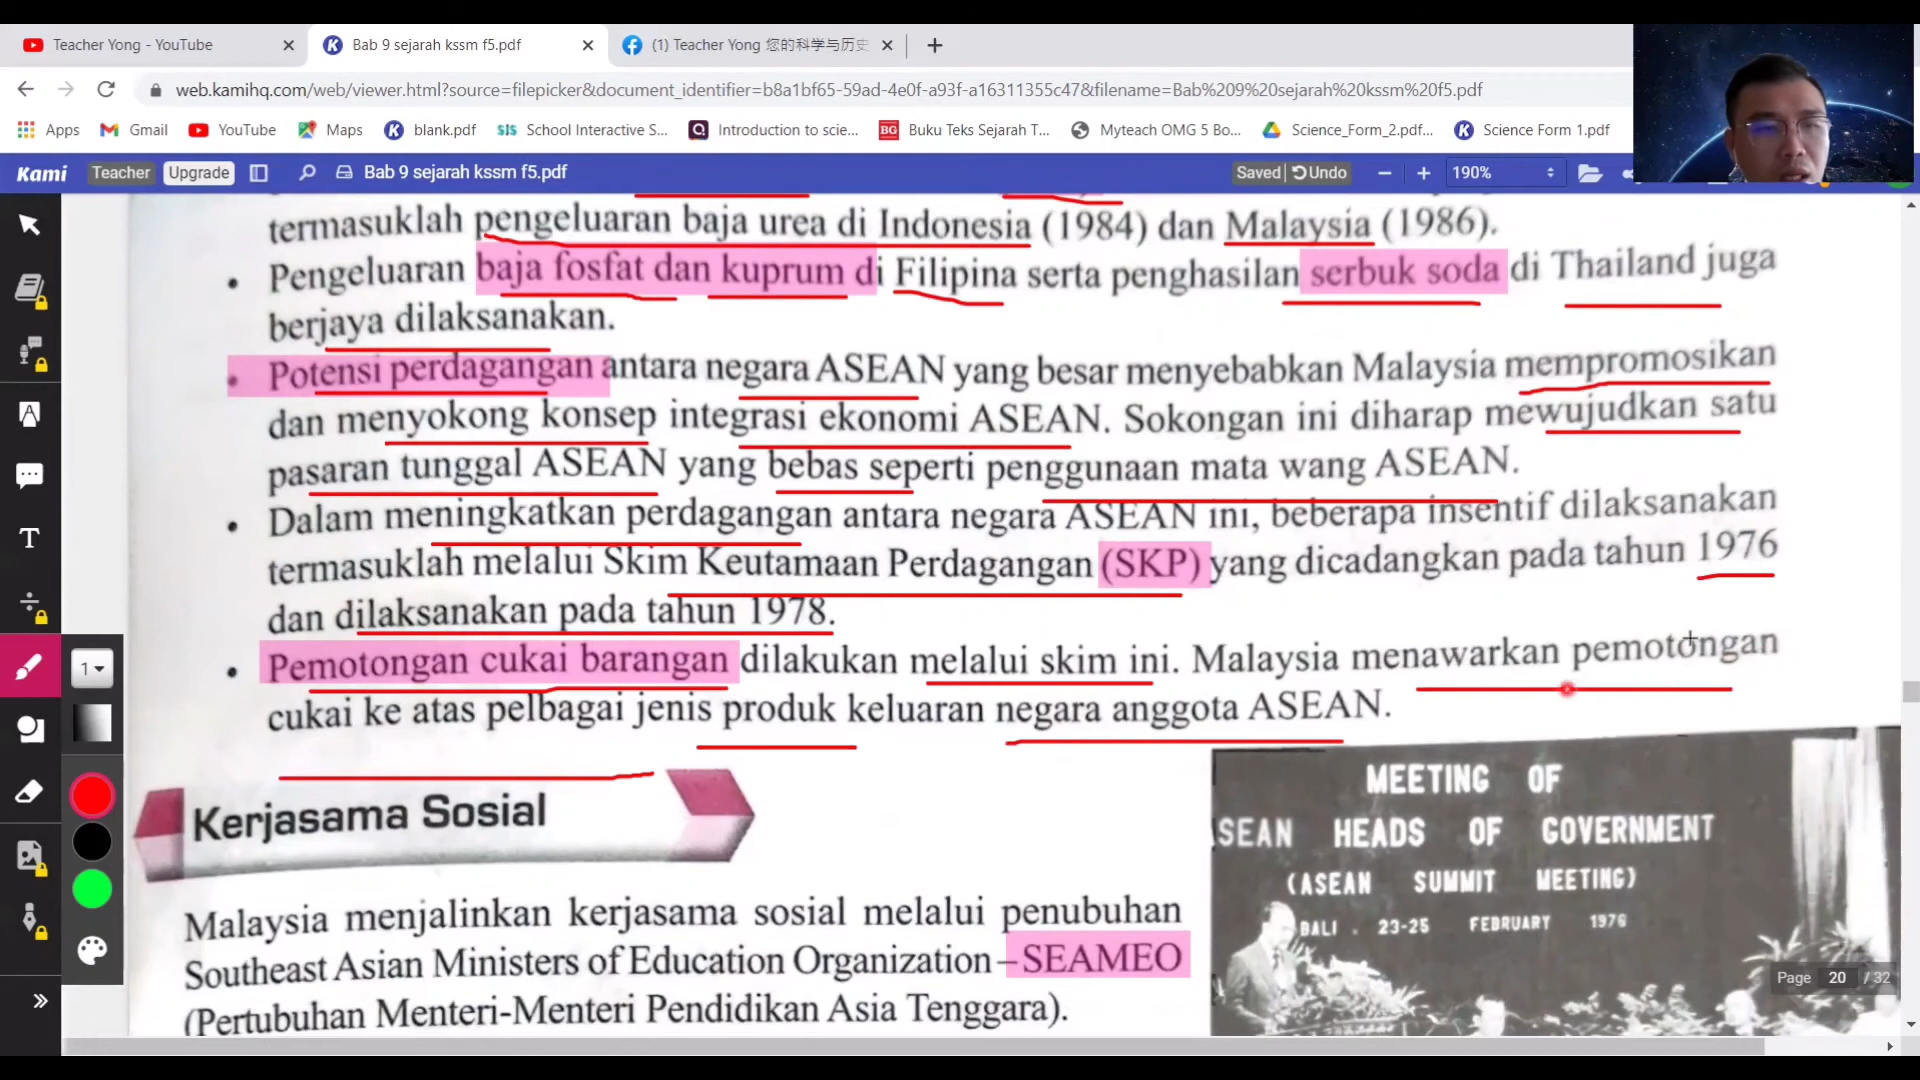 Teacher Yong - YouTube
Bab 9 sejarah kssm f5.pdf
(1) Teacher Yong 您的科学与历史
web.kamihq.com/web/viewer.html?source=filepicker&document_identifier=b8a1bf65-59ad-4e0f-a93f-a16311355c47&filename=Bab%209%20sejarah%20kssm%20f5.pdf
Apps
Gmail
YouTube
Maps
blank.pdf
School Interactive S...
Introduction to scie...
Buku Teks Sejarah T...
Myteach OMG 5 Bo...
Science_Form_2.pdf...
Science Form 1.pdf
Kami
Teacher
Upgrade
Bab 9 sejarah kssm f5.pdf
Saved
Undo
190%
termasuklah pengeluaran baja urea di Indonesia (1984) dan Malaysia (1986).
• Pengeluaran baja fosfat dan kuprum di Filipina serta penghasilan serbuk soda di Thailand juga
berjaya dilaksanakan.
• Potensi perdagangan antara negara ASEAN yang besar menyebabkan Malaysia mempromosikan
dan menyokong konsep integrasi ekonomi ASEAN. Sokongan ini diharap mewujudkan satu
pasaran tunggal ASEAN yang bebas seperti penggunaan mata wang ASEAN.
• Dalam meningkatkan perdagangan antara negara ASEAN ini, beberapa insentif dilaksanakan
termasuklah melalui Skim Keutamaan Perdagangan (SKP) yang dicadangkan pada tahun 1976
dan dilaksanakan pada tahun 1978.
• Pemotongan cukai barangan dilakukan melalui skim ini. Malaysia menawarkan pemotongan
cukai ke atas pelbagai jenis produk keluaran negara anggota ASEAN.
1
Kerjasama Sosial
Malaysia menjalinkan kerjasama sosial melalui penubuhan
Southeast Asian Ministers of Education Organization – SEAMEO
(Pertubuhan Menteri-Menteri Pendidikan Asia Tenggara).
MEETING OF
SEAN HEADS OF GOVERNMENT
(ASEAN SUMMIT MEETING)
BALI . 23-25 FEBRUARY 1976
Page 20 / 32